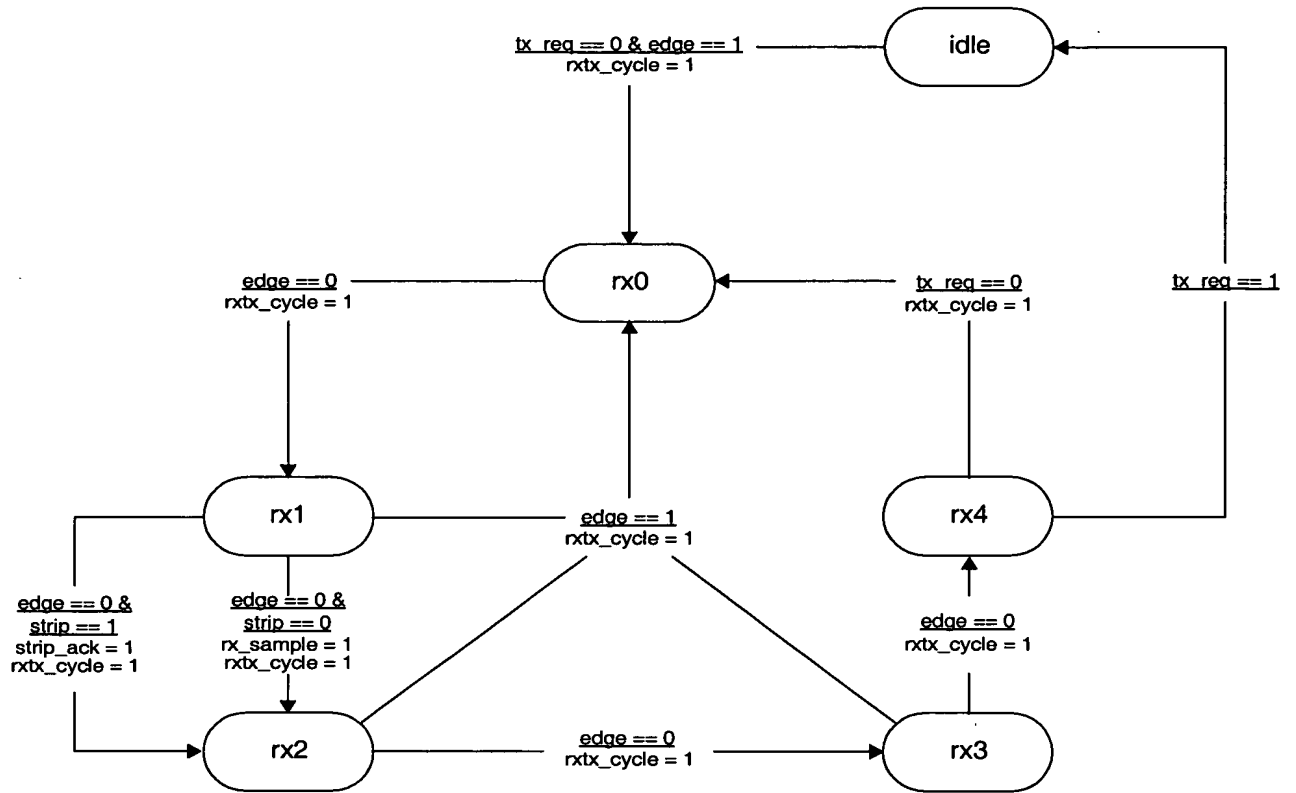 tx_req == 0 & edge == 1
rxtx_cycle = 1
idle
edge == 0
rxtx_cycle = 1
rx0
tx_req == 0
rxtx_cycle = 1
tx_req == 1
rx1
edge == 1
rxtx_cycle = 1
rx4
edge == 0 &
strip == 1
strip_ack = 1
rxtx_cycle = 1
edge == 0 &
strip == 0
rx_sample = 1
rxtx_cycle = 1
edge == 0
rxtx_cycle = 1
rx2
edge == 0
rxtx_cycle = 1
rx3